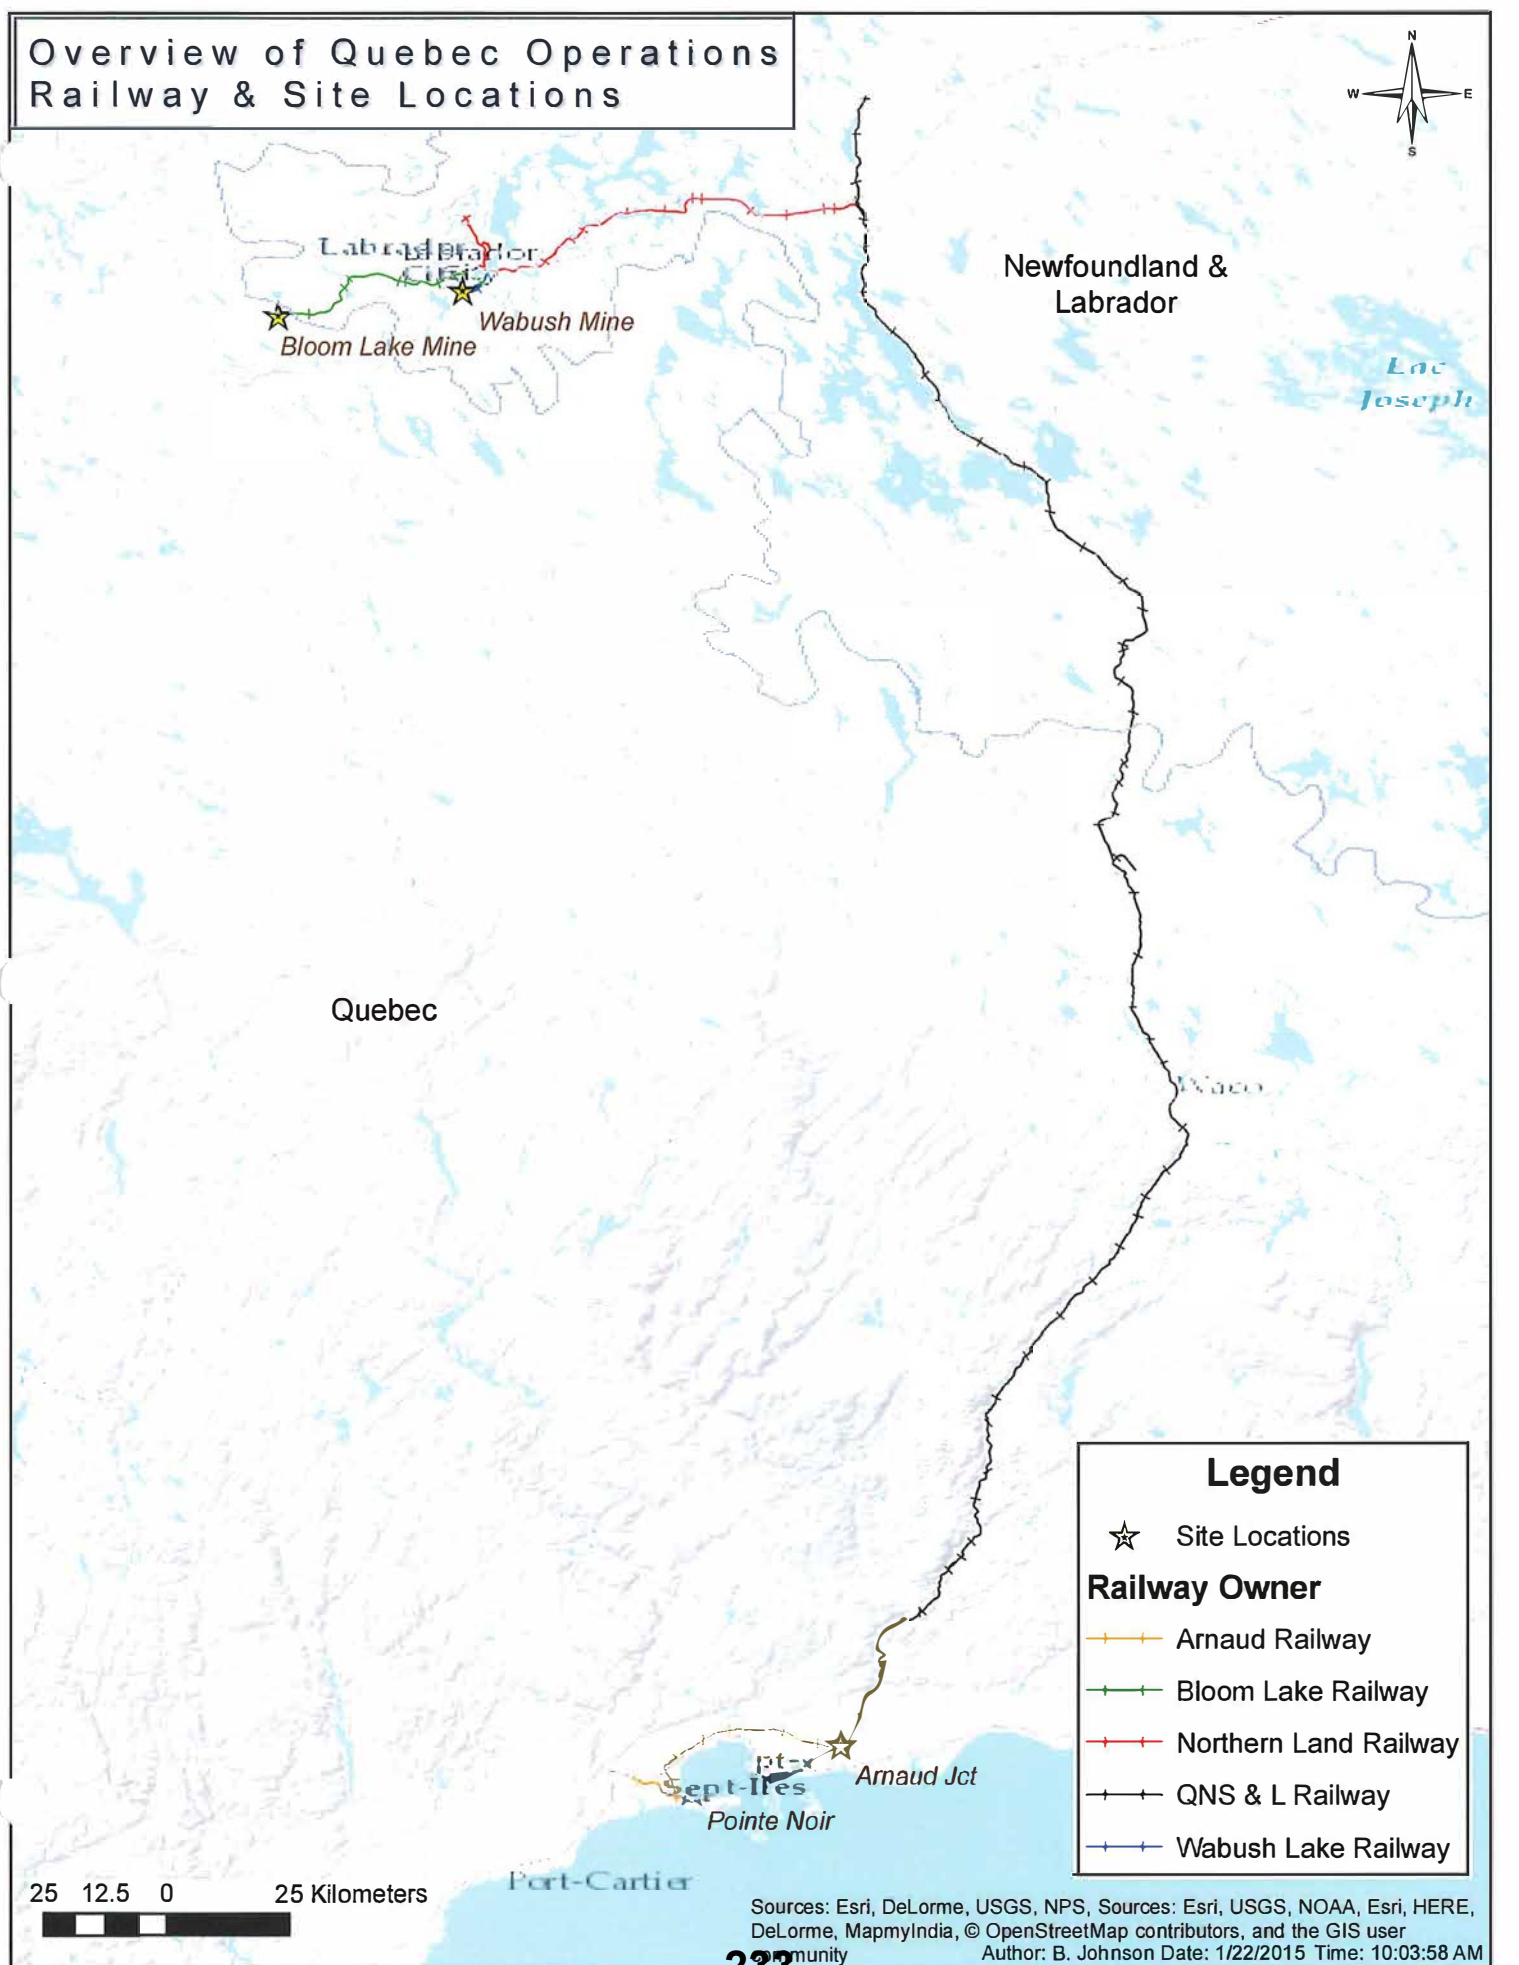 Overview of Quebec Operations
Railway & Site Locations
N
W E
S
Labrador
City
Newfoundland &
Labrador
Lac
Joseph
Wabush Mine
Bloom Lake Mine
Quebec
Waco
Legend
Site Locations
Railway Owner
Arnaud Railway
Bloom Lake Railway
Northern Land Railway
QNS & L Railway
Wabush Lake Railway
Arnaud Jct
Sept-Iles
Pointe Noir
Port-Cartier
25 12.5 0 25 Kilometers
Sources: Esri, DeLorme, USGS, NPS, Sources: Esri, USGS, NOAA, Esri, HERE,
DeLorme, MapmyIndia, © OpenStreetMap contributors, and the GIS user
community
Author: B. Johnson Date: 1/22/2015 Time: 10:03:58 AM
233